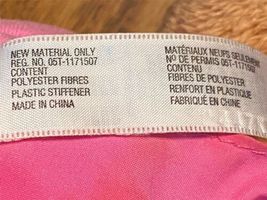 NEW MATERIAL ONLY
REG. NO. 05T-1171507
CONTENT
POLYESTER FIBRES
PLASTIC STIFFENER
MADE IN CHINA
MATÉRIAUX NEUFS SEULEMENT
NO DE PERMIS 05T-1171507
CONTENU
FIBRES DE POLYESTER
RENFORT EN PLASTIC
FABRIQUÉ EN CHINE